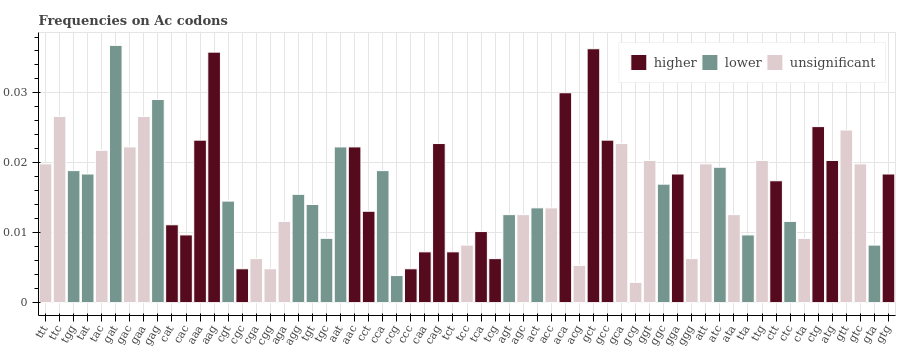 Frequencies on Ac codons
higher lower unsignificant
0.03
0.02
0.01
0
ttt ttc tgg tat tac gat gac gaa gag cat cac aaa aag cgt cgc cga cgg aga agg tgt tgc aat aac cct cca ccg ccc caa cag tct tcc tca tcg agt agc act acc aca acg gct gcc gca gcg ggt ggc gga ggg att atc ata tta ttg ctt ctc cta ctg atg gtt gtc gta gtg